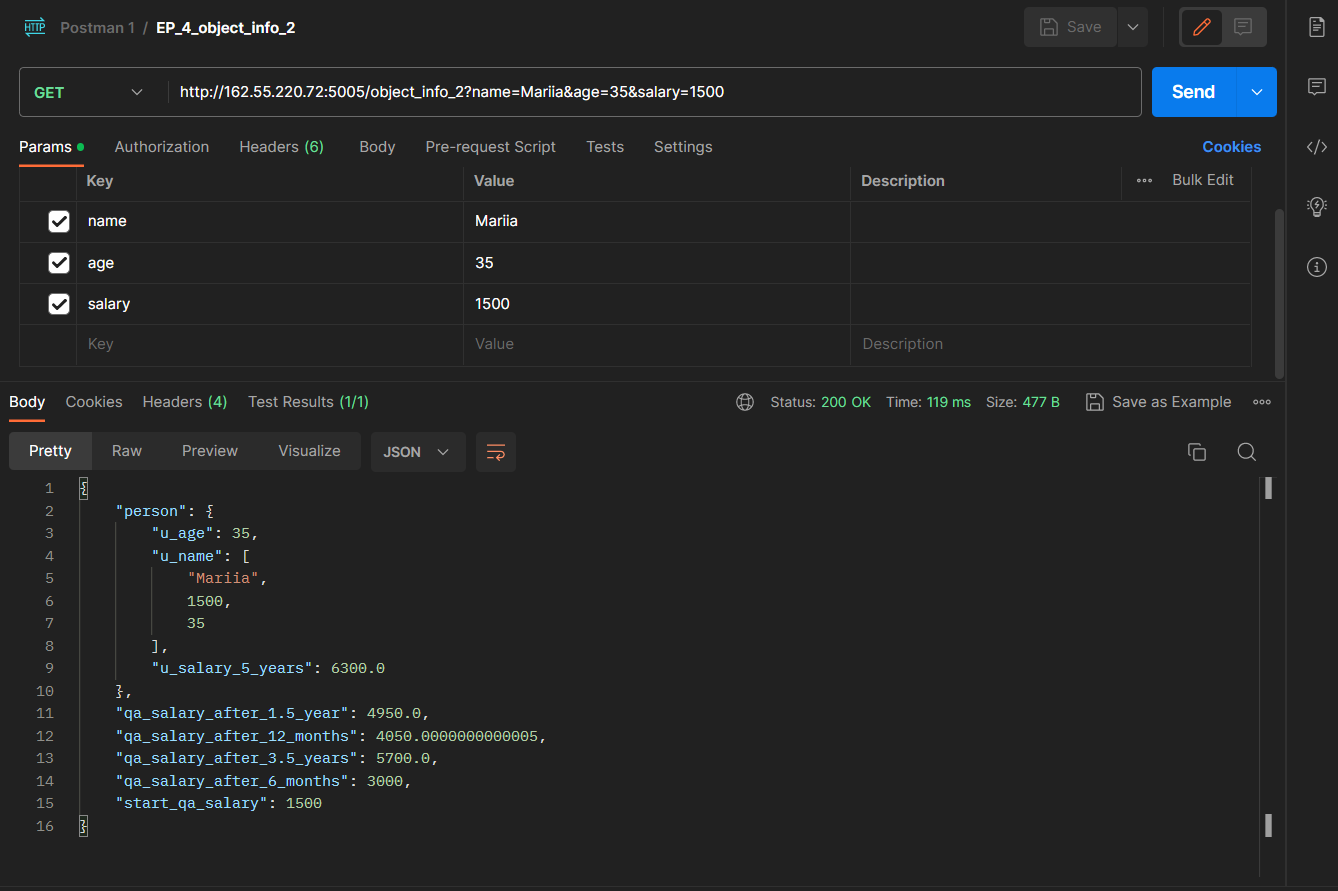 HTTP Postman 1 / EP_4_object_info_2 Save
GET http://162.55.220.72:5005/object_info_2?name=Mariia&age=35&salary=1500 Send
Params Authorization Headers (6) Body Pre-request Script Tests Settings Cookies
Key Value Description Bulk Edit
name Mariia
age 35
salary 1500
Key Value Description
Body Cookies Headers (4) Test Results (1/1) Status: 200 OK Time: 119 ms Size: 477 B Save as Example
Pretty Raw Preview Visualize JSON
1 {
2 "person": {
3 "u_age": 35,
4 "u_name": [
5 "Mariia",
6 1500,
7 35
8 ],
9 "u_salary_5_years": 6300.0
10 },
11 "qa_salary_after_1.5_year": 4950.0,
12 "qa_salary_after_12_months": 4050.0000000000005,
13 "qa_salary_after_3.5_years": 5700.0,
14 "qa_salary_after_6_months": 3000,
15 "start_qa_salary": 1500
16 }